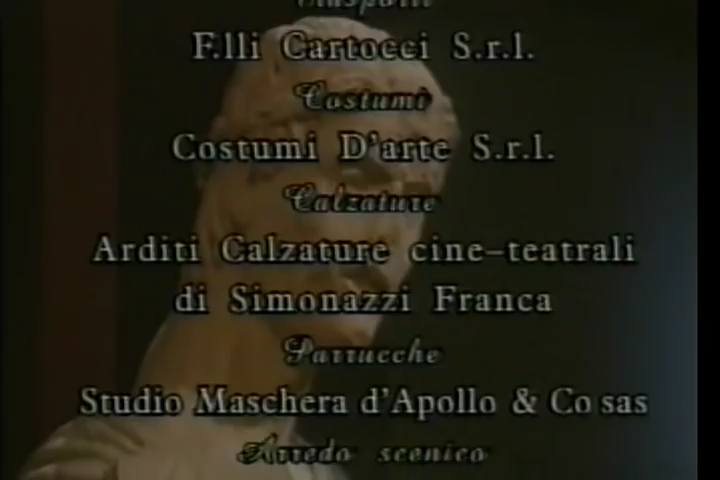 Trasporti
F.lli Cartocci S.r.l.
Costumi
Costumi D'arte S.r.l.
Calzature
Arditi Calzature cine-teatrali
di Simonazzi Franca
Parrucche
Studio Maschera d'Apollo & Co sas
Arredo scenico